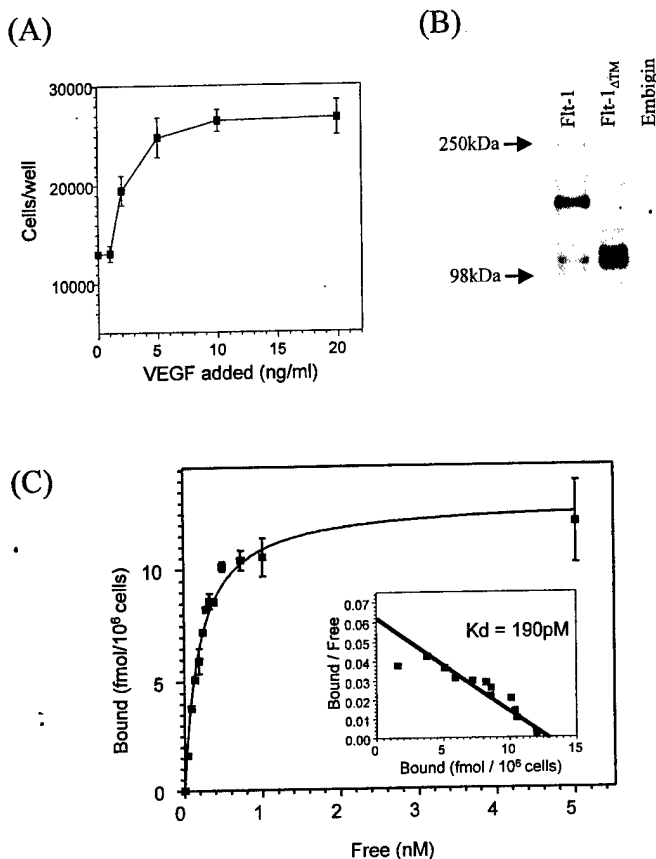 (A)
30000
20000
10000
Cells/well
0
5
10
15
20
VEGF added (ng/ml)
(B)
Flt-1
Flt-1ΔTM
Embigin
250kDa
98kDa
(C)
10
5
0
Bound (fmol/10⁶ cells)
0
1
2
3
4
5
Free (nM)
0.07
0.06
0.05
0.04
0.03
0.02
0.01
0.00
Bound / Free
Kd = 190pM
0
5
10
15
Bound (fmol / 10⁶ cells)